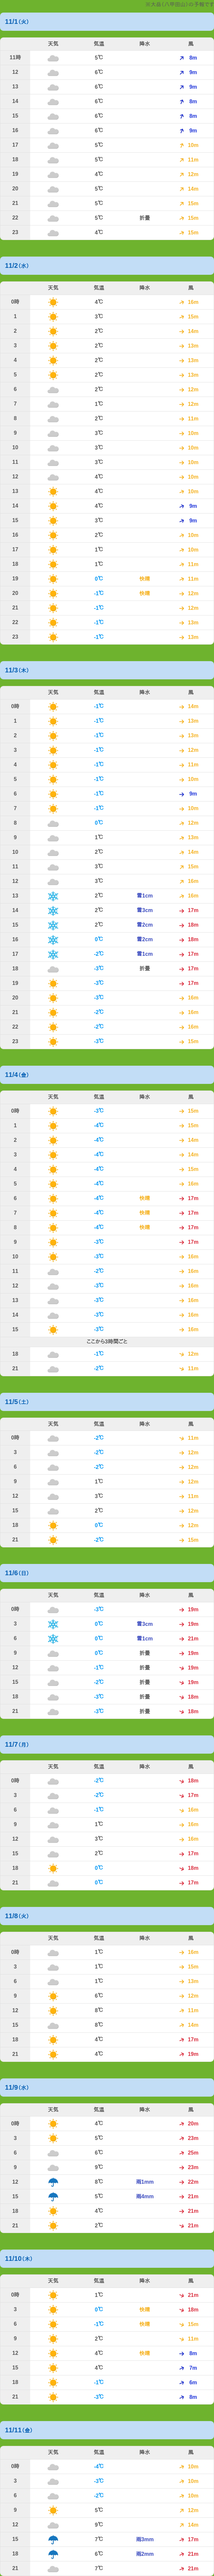 11/1（火）
天気 気温 降水 風
11時 5℃ 8m
12 6℃ 9m
13 6℃ 9m
14 6℃ 8m
15 6℃ 8m
16 6℃ 9m
17 5℃ 10m
18 5℃ 11m
19 4℃ 12m
20 5℃ 14m
21 5℃ 15m
22 5℃ 折畳 15m
23 4℃ 15m
11/2（水）
天気 気温 降水 風
0時 4℃ 16m
1 3℃ 15m
2 2℃ 14m
3 2℃ 13m
4 2℃ 13m
5 2℃ 13m
6 2℃ 12m
7 1℃ 12m
8 2℃ 11m
9 3℃ 10m
10 3℃ 10m
11 3℃ 10m
12 4℃ 10m
13 4℃ 10m
14 4℃ 9m
15 3℃ 9m
16 2℃ 10m
17 1℃ 10m
18 1℃ 11m
19 0℃ 快晴 11m
20 -1℃ 快晴 12m
21 -1℃ 12m
22 -1℃ 13m
23 -1℃ 13m
11/3（木）
天気 気温 降水 風
0時 -1℃ 14m
1 -1℃ 13m
2 -1℃ 13m
3 -1℃ 12m
4 -1℃ 11m
5 -1℃ 10m
6 -1℃ 9m
7 -1℃ 10m
8 0℃ 12m
9 1℃ 13m
10 2℃ 14m
11 3℃ 15m
12 3℃ 16m
13 2℃ 雪1cm 16m
14 2℃ 雪3cm 17m
15 2℃ 雪2cm 18m
16 0℃ 雪2cm 18m
17 -2℃ 雪1cm 17m
18 -3℃ 折畳 17m
19 -3℃ 17m
20 -3℃ 16m
21 -2℃ 16m
22 -2℃ 16m
23 -3℃ 15m
11/4（金）
天気 気温 降水 風
0時 -3℃ 15m
1 -4℃ 15m
2 -4℃ 14m
3 -4℃ 14m
4 -4℃ 15m
5 -4℃ 16m
6 -4℃ 快晴 17m
7 -4℃ 快晴 17m
8 -4℃ 快晴 17m
9 -3℃ 17m
10 -3℃ 16m
11 -2℃ 16m
12 -3℃ 16m
13 -3℃ 16m
14 -3℃ 16m
15 -3℃ 16m
ここから3時間ごと
18 -1℃ 12m
21 -2℃ 11m
11/5（土）
天気 気温 降水 風
0時 -2℃ 11m
3 -2℃ 12m
6 -2℃ 12m
9 1℃ 12m
12 3℃ 11m
15 2℃ 12m
18 0℃ 12m
21 -2℃ 15m
11/6（日）
天気 気温 降水 風
0時 -3℃ 19m
3 0℃ 雪3cm 19m
6 0℃ 雪1cm 21m
9 0℃ 折畳 19m
12 -1℃ 折畳 19m
15 -2℃ 折畳 19m
18 -3℃ 折畳 18m
21 -3℃ 折畳 18m
11/7（月）
天気 気温 降水 風
0時 -2℃ 18m
3 -2℃ 17m
6 -1℃ 16m
9 1℃ 16m
12 3℃ 16m
15 2℃ 17m
18 0℃ 18m
21 0℃ 17m
11/8（火）
天気 気温 降水 風
0時 1℃ 16m
3 1℃ 15m
6 1℃ 13m
9 6℃ 12m
12 8℃ 11m
15 8℃ 14m
18 4℃ 17m
21 4℃ 19m
11/9（水）
天気 気温 降水 風
0時 4℃ 20m
3 5℃ 23m
6 6℃ 25m
9 9℃ 23m
12 8℃ 雨1mm 22m
15 5℃ 雨4mm 21m
18 4℃ 21m
21 2℃ 21m
11/10（木）
天気 気温 降水 風
0時 1℃ 21m
3 0℃ 快晴 18m
6 -1℃ 快晴 15m
9 2℃ 11m
12 4℃ 快晴 8m
15 4℃ 7m
18 -1℃ 6m
21 -3℃ 8m
11/11（金）
天気 気温 降水 風
0時 -4℃ 10m
3 -3℃ 10m
6 -2℃ 10m
9 5℃ 12m
12 9℃ 14m
15 7℃ 雨3mm 17m
18 6℃ 雨2mm 21m
21 7℃ 21m